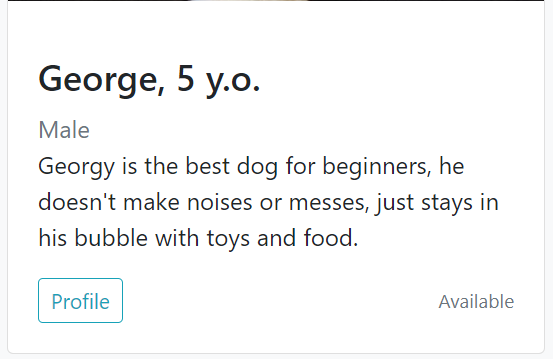 George, 5 y.o.
Male
Georgy is the best dog for beginners, he
doesn't make noises or messes, just stays in
his bubble with toys and food.
Profile
Available